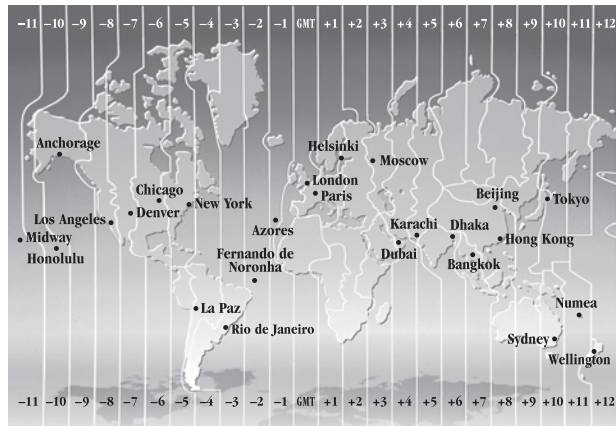 −11 −10 −9 −8 −7 −6 −5 −4 −3 −2 −1 GMT +1 +2 +3 +4 +5 +6 +7 +8 +9 +10 +11 +12
Anchorage
Helsinki
Moscow
London
Paris
Chicago
New York
Denver
Los Angeles
Beijing
Tokyo
Azores
Karachi
Dhaka
Midway
Honolulu
Hong Kong
Dubai
Bangkok
Fernando de
Noronha
La Paz
Numea
Rio de Janeiro
Sydney
Wellington
−11 −10 −9 −8 −7 −6 −5 −4 −3 −2 −1 GMT +1 +2 +3 +4 +5 +6 +7 +8 +9 +10 +11 +12